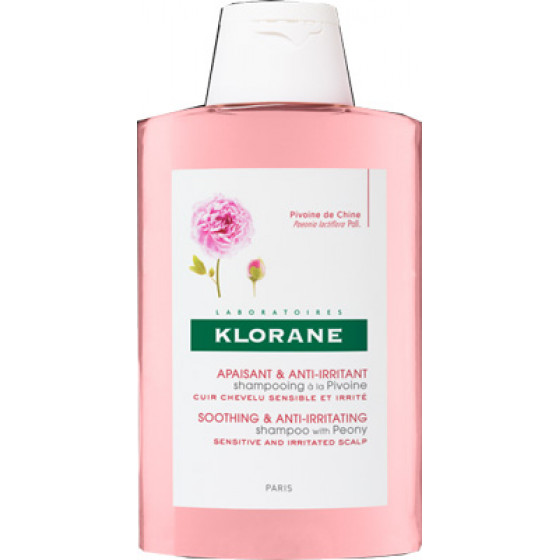 Pivoine de Chine
Paeonia lactiflora Pall.
LABORATOIRES
KLORANE
APAISANT & ANTI-IRRITANT
shampooing à la Pivoine
CUIR CHEVELU SENSIBLE ET IRRITÉ
SOOTHING & ANTI-IRRITATING
shampoo with Peony
SENSITIVE AND IRRITATED SCALP
PARIS